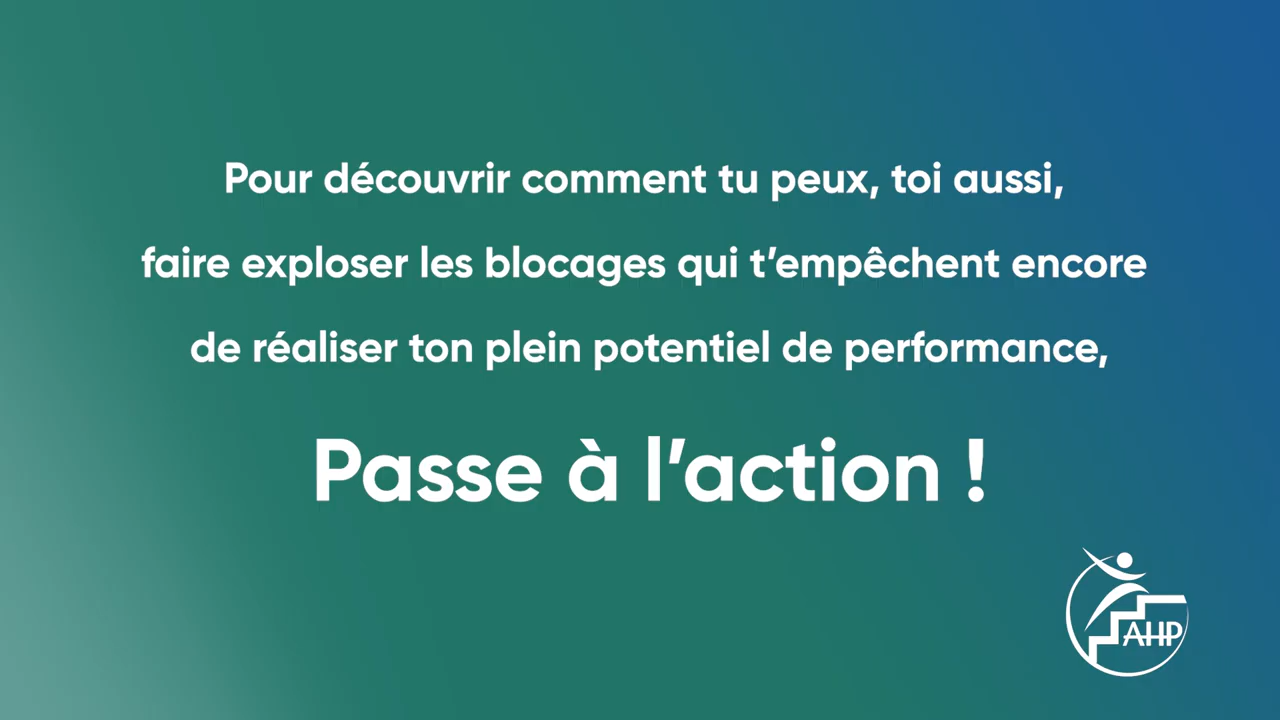 Pour découvrir comment tu peux, toi aussi,
faire exploser les blocages qui t’empêchent encore
de réaliser ton plein potentiel de performance,
Passe à l’action !
AHP